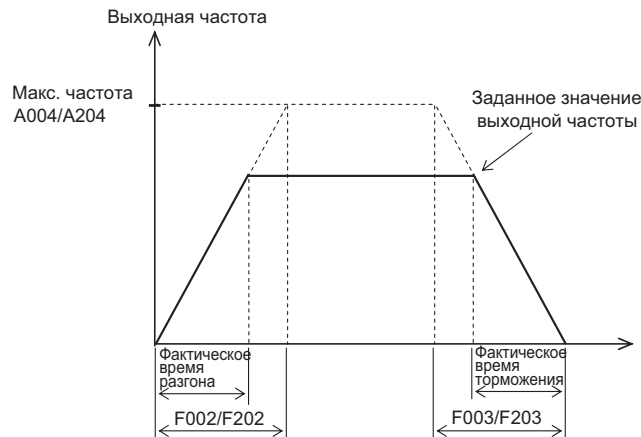 Выходная частота
Макс. частота
A004/A204
Заданное значение
выходной частоты
Фактическое
время
разгона
Фактическое
время
торможения
F002/F202
F003/F203